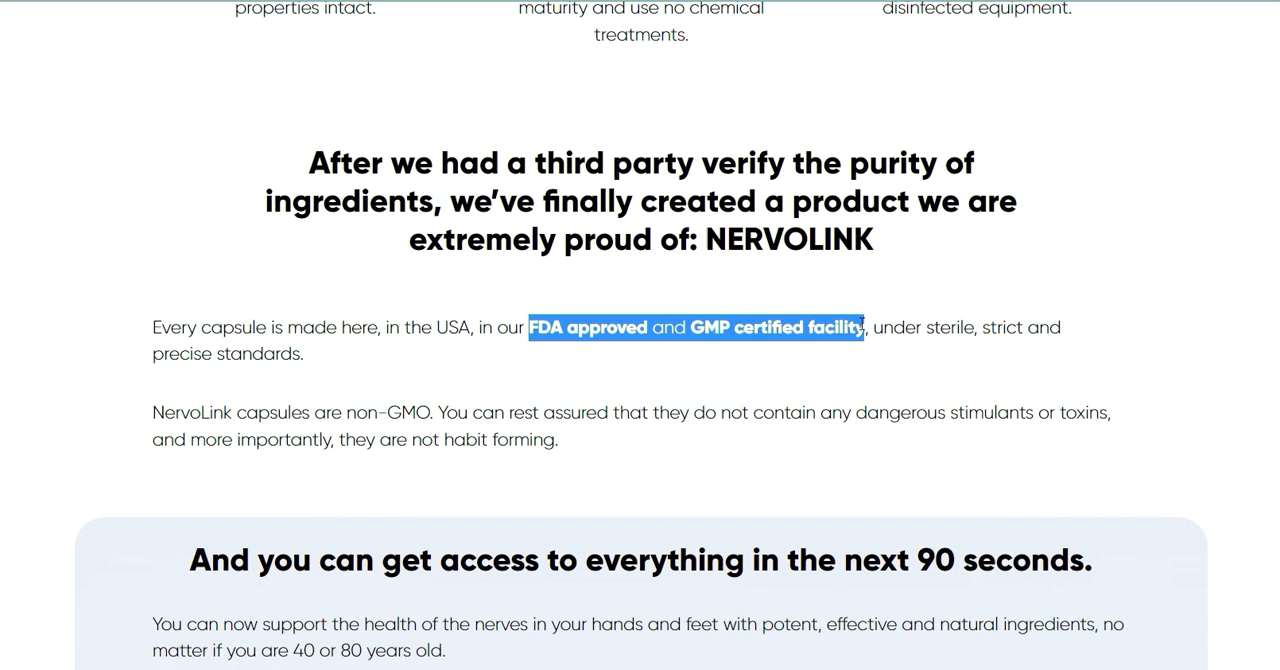 properties intact.
maturity and use no chemical
treatments.
disinfected equipment.
After we had a third party verify the purity of
ingredients, we’ve finally created a product we are
extremely proud of: NERVOLINK
Every capsule is made here, in the USA, in our FDA approved and GMP certified facility, under sterile, strict and
precise standards.
NervoLink capsules are non-GMO. You can rest assured that they do not contain any dangerous stimulants or toxins,
and more importantly, they are not habit forming.
And you can get access to everything in the next 90 seconds.
You can now support the health of the nerves in your hands and feet with potent, effective and natural ingredients, no
matter if you are 40 or 80 years old.